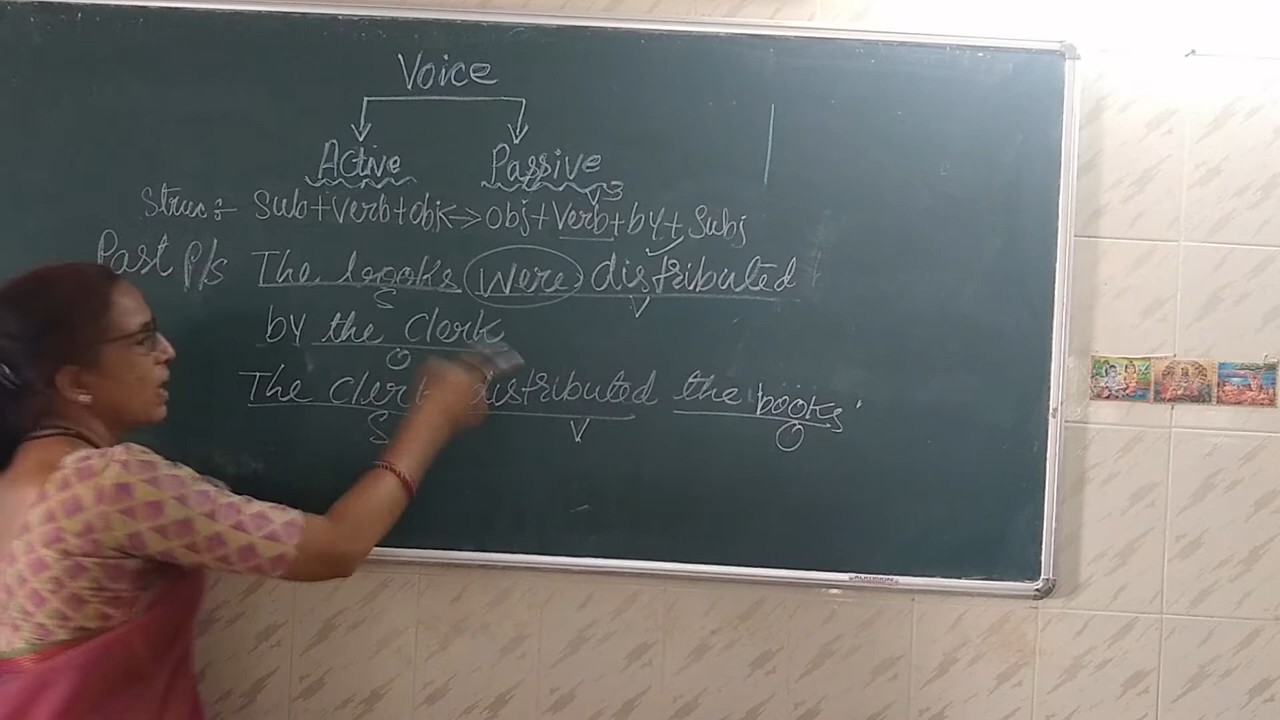 Voice
Active Passive
V3
Struc:- Sub+Verb+Obj<=>Obj+Verb+by+Subj
Past P/s The books were distributed
S V
by the Clerk
O
The Clerk distributed the books
S V O